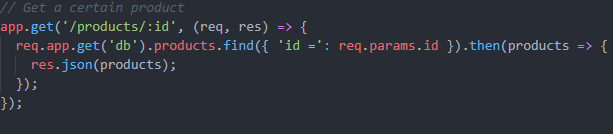 // Get a certain product
app.get('/products/:id', (req, res) => {
  req.app.get('db').products.find({ 'id =': req.params.id }).then(products => {
    res.json(products);
  });
});